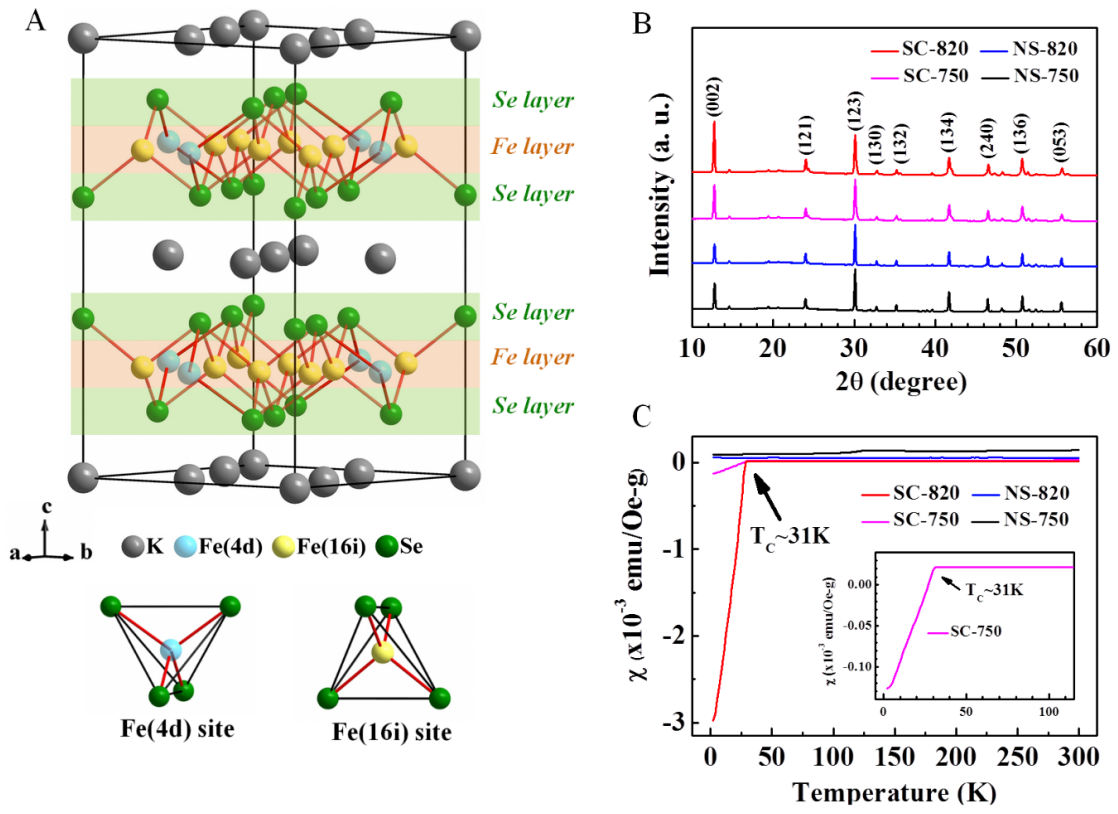 A
Se layer
Fe layer
Se layer
Se layer
Fe layer
Se layer
c
a b
K Fe(4d) Fe(16i) Se
Fe(4d) site Fe(16i) site
B
SC-820 NS-820
SC-750 NS-750
(002) (121) (123) (130) (132) (134) (240) (136) (053)
Intensity (a. u.)
10 20 30 40 50 60
2θ (degree)
C
0
-1
-2
-3
χ (x10⁻³ emu/Oe-g)
SC-820 NS-820
SC-750 NS-750
T_C~31K
0.00
-0.05
-0.10
χ (x10⁻³ emu/Oe-g)
T_C~31K
SC-750
0 50 100
0 50 100 150 200 250 300
Temperature (K)